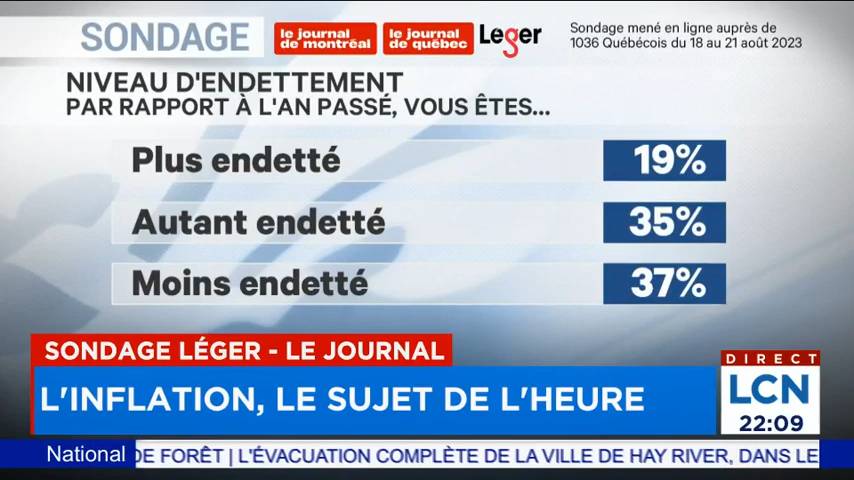 SONDAGE
le journal
de montréal
le journal
de québec
Leger
Sondage mené en ligne auprès de
1036 Québécois du 18 au 21 août 2023
NIVEAU D'ENDETTEMENT
PAR RAPPORT À L'AN PASSÉ, VOUS ÊTES...
Plus endetté 19%
Autant endetté 35%
Moins endetté 37%
SONDAGE LÉGER - LE JOURNAL
L'INFLATION, LE SUJET DE L'HEURE
DIRECT
LCN
22:09
National DE FORÊT | L'ÉVACUATION COMPLÈTE DE LA VILLE DE HAY RIVER, DANS LE